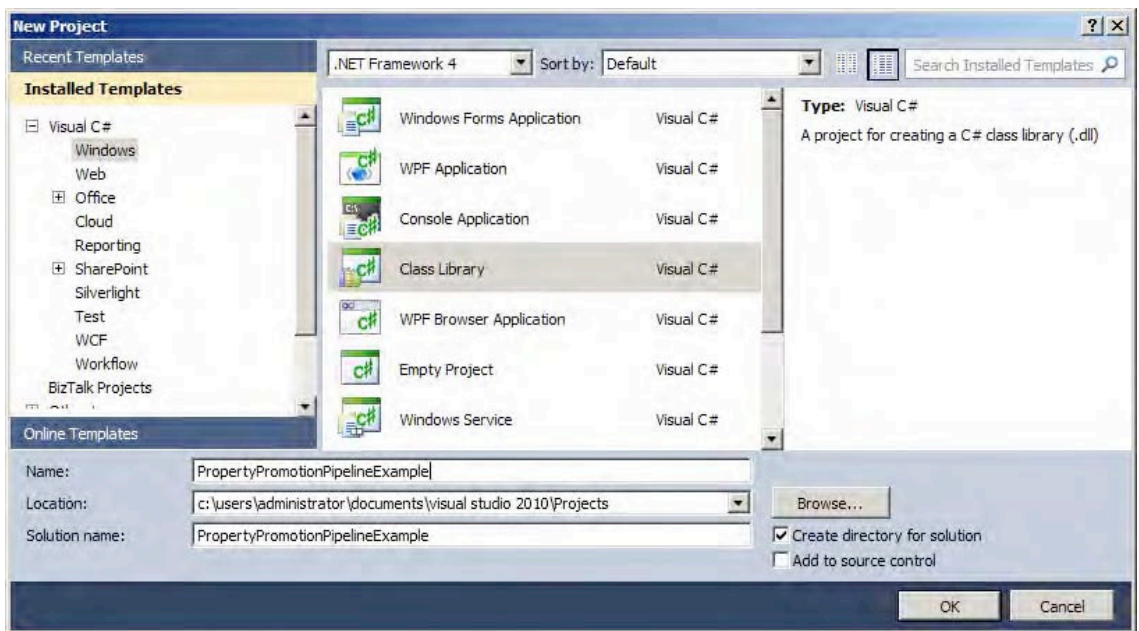 New Project
Recent Templates
.NET Framework 4
Sort by: Default
Search Installed Templates
Installed Templates
Visual C#
Windows
Web
Office
Cloud
Reporting
SharePoint
Silverlight
Test
WCF
Workflow
BizTalk Projects
Online Templates
Windows Forms Application Visual C#
WPF Application Visual C#
Console Application Visual C#
Class Library Visual C#
WPF Browser Application Visual C#
Empty Project Visual C#
Windows Service Visual C#
Type: Visual C#
A project for creating a C# class library (.dll)
Name: PropertyPromotionPipelineExample
Location: c:\users\administrator\documents\visual studio 2010\Projects
Browse...
Solution name: PropertyPromotionPipelineExample
Create directory for solution
Add to source control
OK
Cancel